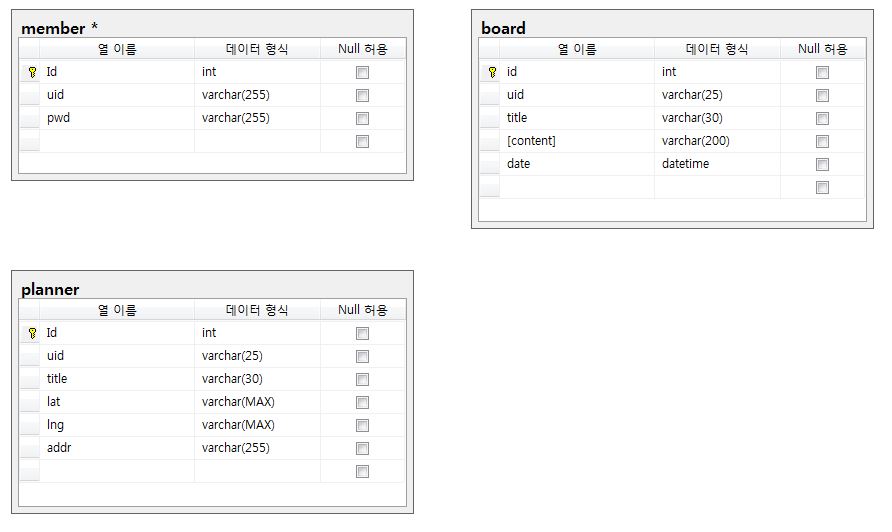 member *
열 이름 데이터 형식 Null 허용
Id int
uid varchar(255)
pwd varchar(255)
board
열 이름 데이터 형식 Null 허용
id int
uid varchar(25)
title varchar(30)
[content] varchar(200)
date datetime
planner
열 이름 데이터 형식 Null 허용
Id int
uid varchar(25)
title varchar(30)
lat varchar(MAX)
lng varchar(MAX)
addr varchar(255)